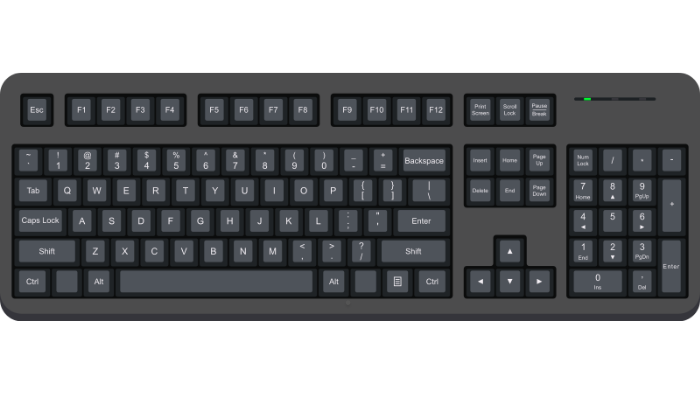 Esc F1 F2 F3 F4 F5 F6 F7 F8 F9 F10 F11 F12 Print Screen Scroll Lock Pause Break
~ ! @ # $ % ^ & * ( ) _ +
` 1 2 3 4 5 6 7 8 9 0 - = Backspace Insert Home Page Up Num Lock / * -
Tab Q W E R T Y U I O P { [ } ] | \ Delete End Page Down 7 Home 8 ▲ 9 PgUp +
Caps Lock A S D F G H J K L : ; " ' Enter 4 ◄ 5 6 ►
Shift Z X C V B N M < , > . ? / Shift ▲ 1 End 2 ▼ 3 PgDn Enter
Ctrl Alt Alt Ctrl ◄ ▼ ► 0 Ins . Del